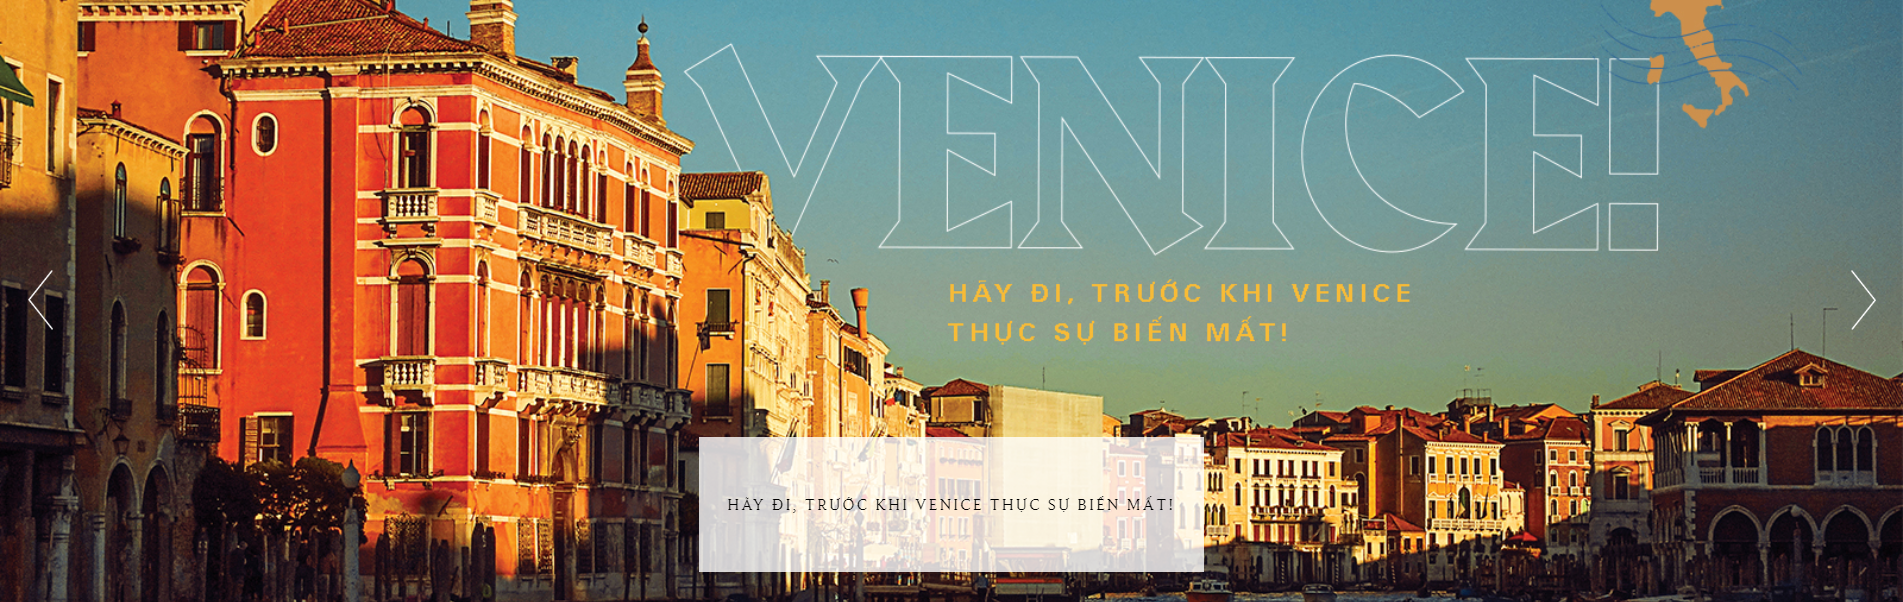 VENICE!
HÃY ĐI, TRƯỚC KHI VENICE
THỰC SỰ BIẾN MẤT!
HÃY ĐI, TRƯỚC KHI VENICE THỰC SỰ BIẾN MẤT!